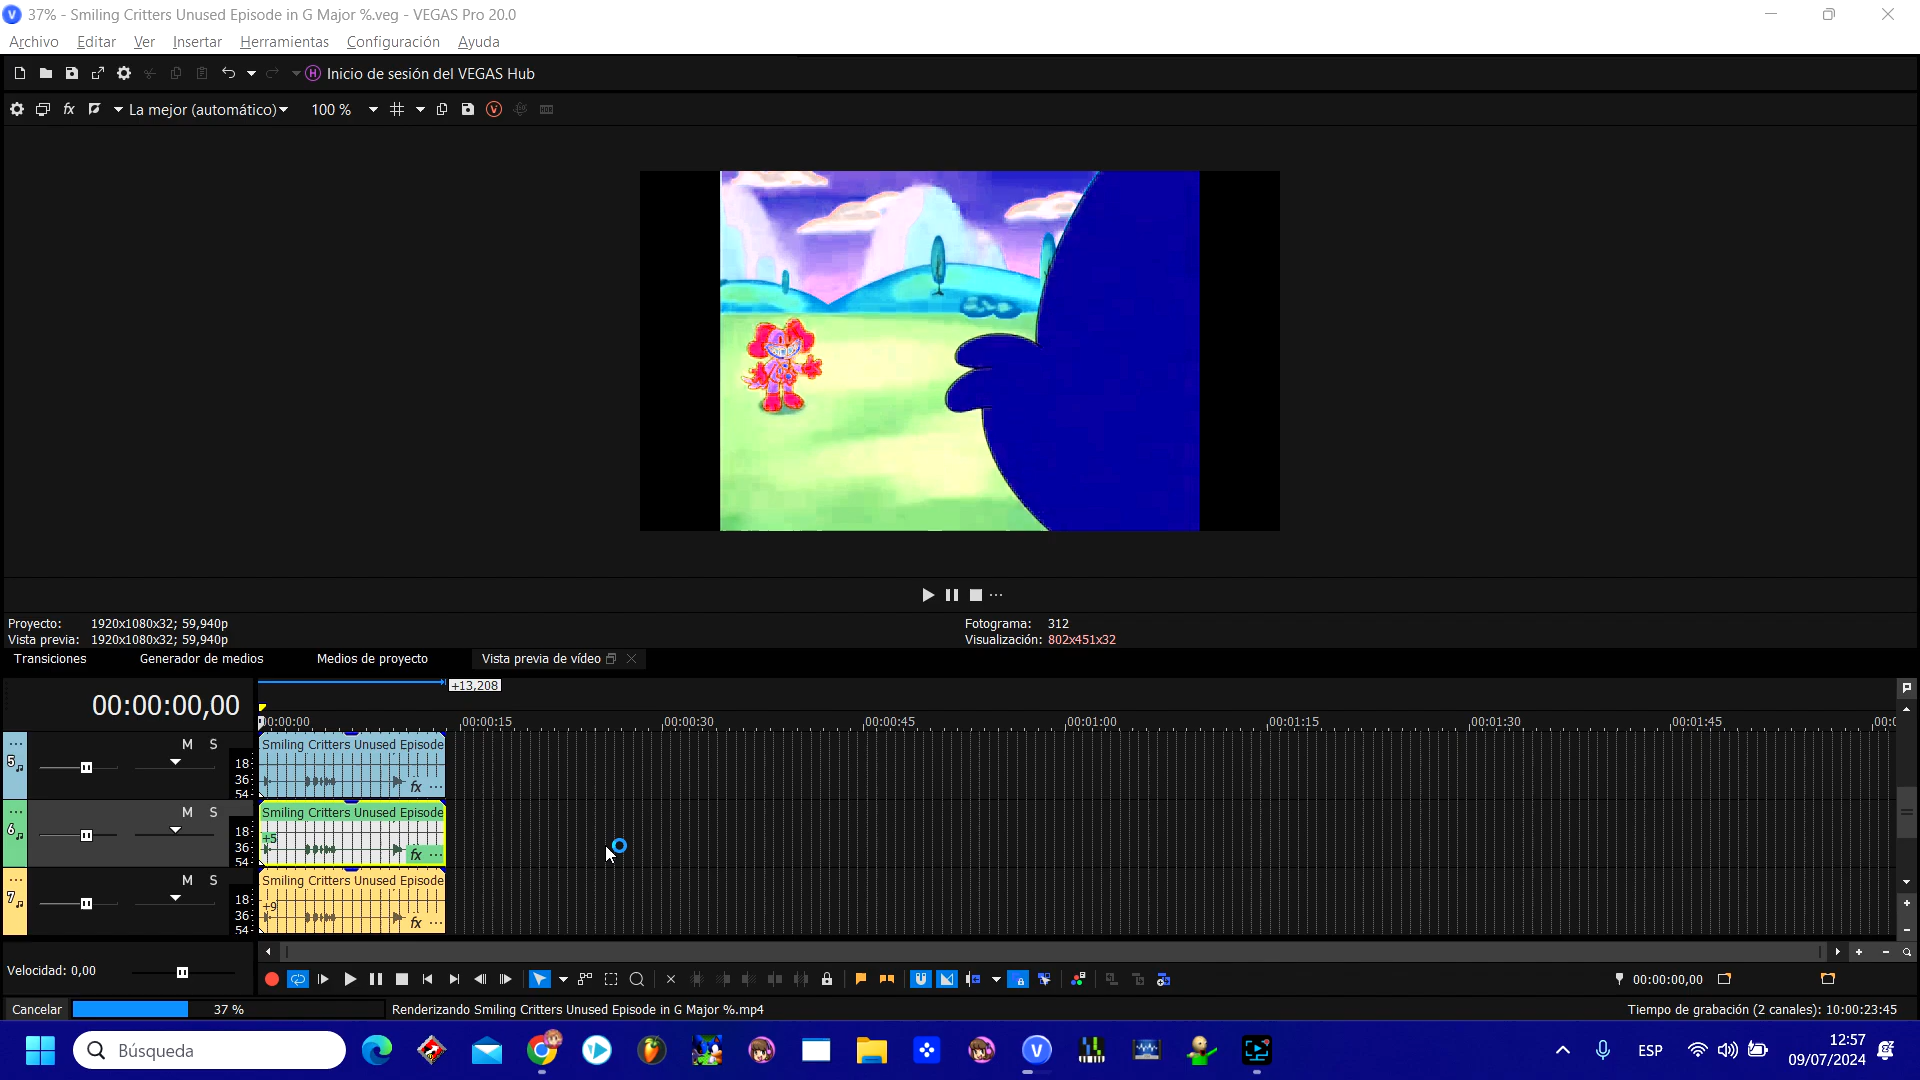 37% - Smiling Critters Unused Episode in G Major %.veg - VEGAS Pro 20.0
Archivo Editar Ver Insertar Herramientas Configuración Ayuda
Inicio de sesión del VEGAS Hub
La mejor (automático) 100 %
Proyecto: 1920x1080x32; 59,940p
Vista previa: 1920x1080x32; 59,940p
Fotograma: 312
Visualización: 802x451x32
Transiciones Generador de medios Medios de proyecto Vista previa de vídeo
+13,208
00:00:00,00
00:00:15 00:00:30 00:00:45 00:01:00 00:01:15 00:01:30 00:01:45
5 M S 18 36 54 Smiling Critters Unused Episode fx
6 M S 18 36 54 Smiling Critters Unused Episode +5 fx
7 M S 18 36 54 Smiling Critters Unused Episode +9 fx
Velocidad: 0,00
00:00:00,00
Cancelar 37 % Renderizando Smiling Critters Unused Episode in G Major %.mp4
Tiempo de grabación (2 canales): 10:00:23:45
Búsqueda
ESP
12:57
09/07/2024